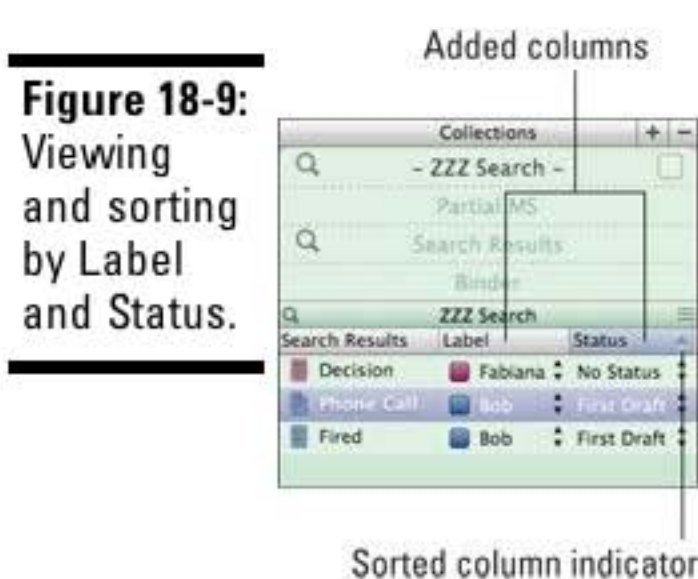 Figure 18-9:
Viewing
and sorting
by Label
and Status.
Added columns
Collections + −
– ZZZ Search –
Partial MS
Search Results
Binder
ZZZ Search
Search Results Label Status
Decision Fabiana No Status
Phone Call Bob First Draft
Fired Bob First Draft
Sorted column indicator